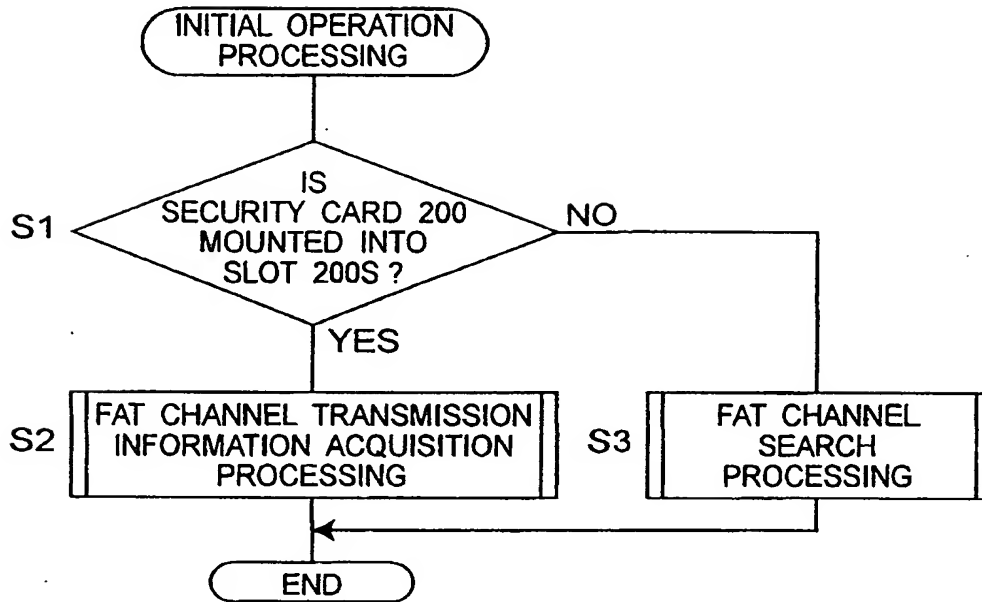 INITIAL OPERATION
PROCESSING
S1
IS
SECURITY CARD 200
MOUNTED INTO
SLOT 200S ?
NO
YES
S2
FAT CHANNEL TRANSMISSION
INFORMATION ACQUISITION
PROCESSING
S3
FAT CHANNEL
SEARCH
PROCESSING
END